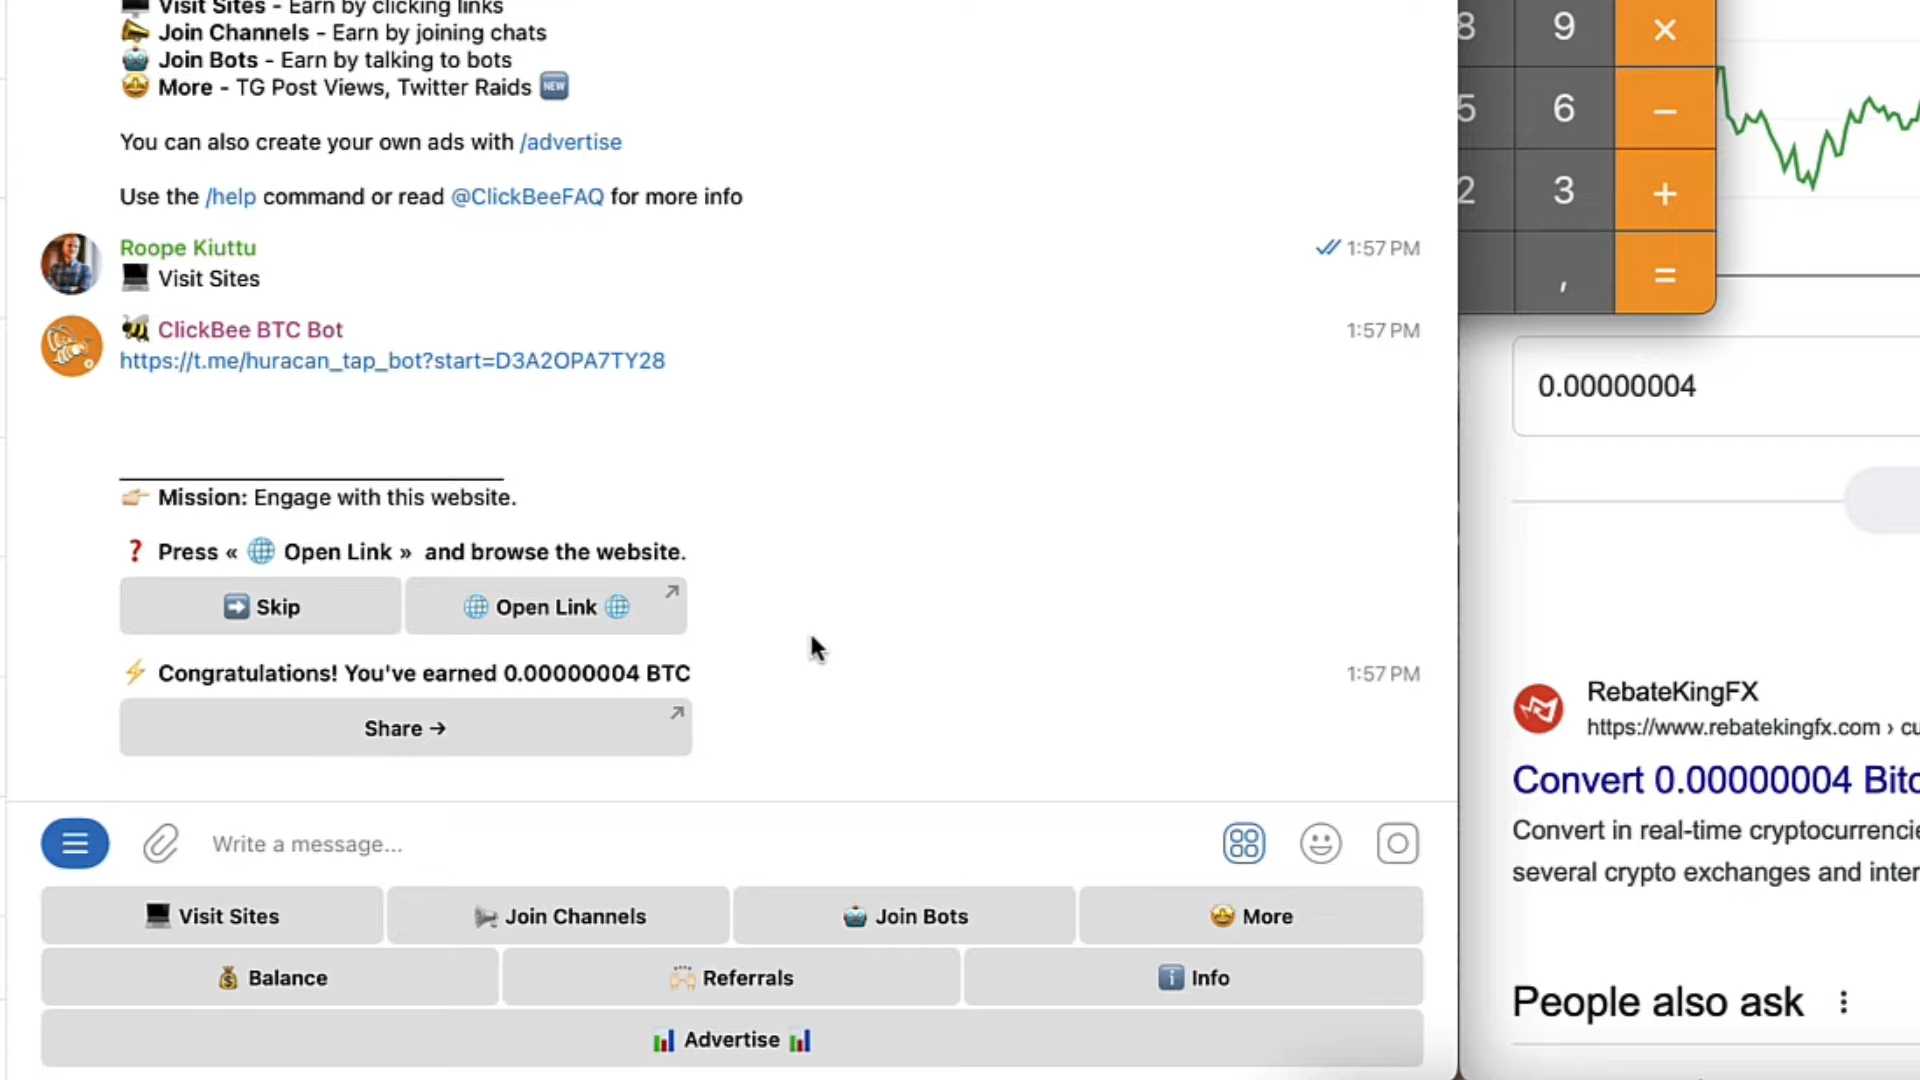 Visit Sites - Earn by clicking links
Join Channels - Earn by joining chats
Join Bots - Earn by talking to bots
More - TG Post Views, Twitter Raids NEW
You can also create your own ads with /advertise
Use the /help command or read @ClickBeeFAQ for more info
Roope Kiuttu 1:57 PM
Visit Sites
ClickBee BTC Bot 1:57 PM
https://t.me/huracan_tap_bot?start=D3A2OPA7TY28
Mission: Engage with this website.
Press « Open Link » and browse the website.
Skip Open Link
Congratulations! You've earned 0.00000004 BTC 1:57 PM
Share →
Write a message...
Visit Sites Join Channels Join Bots More
Balance Referrals Info
Advertise
8 9 ×
5 6 −
2 3 +
, =
0.00000004
RebateKingFX
https://www.rebatekingfx.com › cu
Convert 0.00000004 Bitc
Convert in real-time cryptocurrencie
several crypto exchanges and inter
People also ask